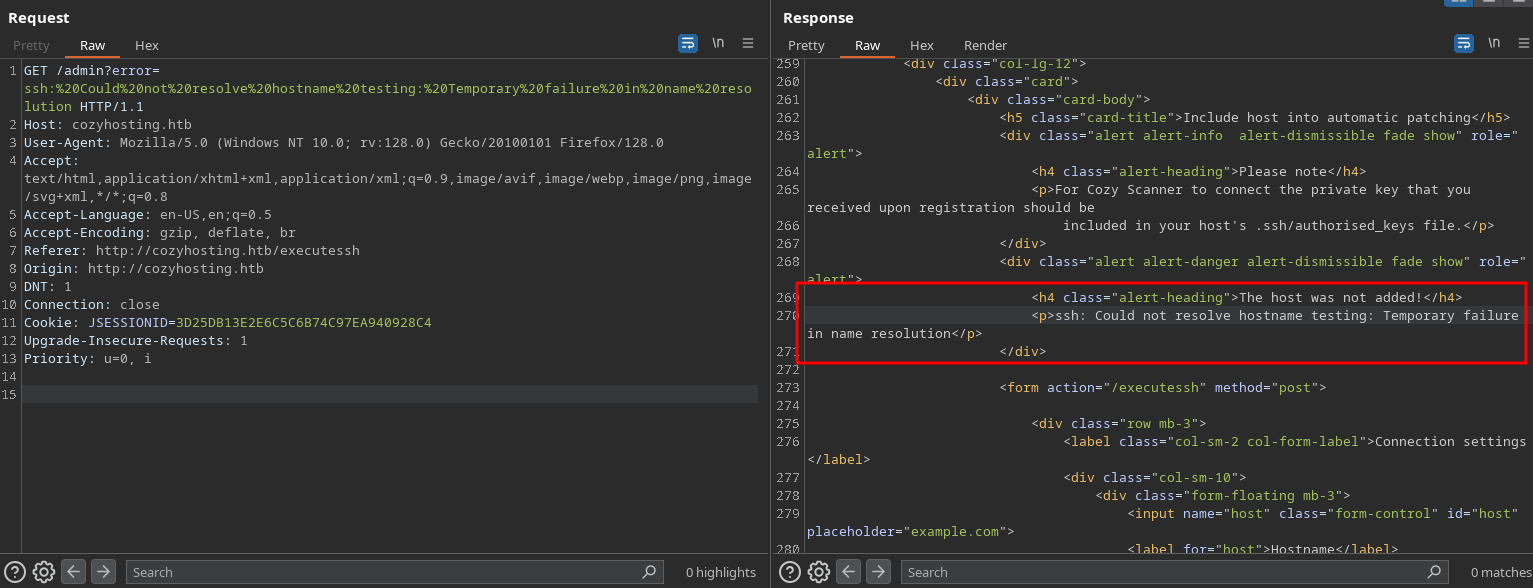 Request
Pretty Raw Hex \n
1 GET /admin?error=
ssh:%20Could%20not%20resolve%20hostname%20testing:%20Temporary%20failure%20in%20name%20reso
lution HTTP/1.1
2 Host: cozyhosting.htb
3 User-Agent: Mozilla/5.0 (Windows NT 10.0; rv:128.0) Gecko/20100101 Firefox/128.0
4 Accept:
text/html,application/xhtml+xml,application/xml;q=0.9,image/avif,image/webp,image/png,image
/svg+xml,*/*;q=0.8
5 Accept-Language: en-US,en;q=0.5
6 Accept-Encoding: gzip, deflate, br
7 Referer: http://cozyhosting.htb/executessh
8 Origin: http://cozyhosting.htb
9 DNT: 1
10 Connection: close
11 Cookie: JSESSIONID=3D25DB13E2E6C5C6B74C97EA940928C4
12 Upgrade-Insecure-Requests: 1
13 Priority: u=0, i
14
15
Search 0 highlights
Response
Pretty Raw Hex Render \n
259 <div class="col-lg-12">
260 <div class="card">
261 <div class="card-body">
262 <h5 class="card-title">Include host into automatic patching</h5>
263 <div class="alert alert-info  alert-dismissible fade show" role="
alert">
264 <h4 class="alert-heading">Please note</h4>
265 <p>For Cozy Scanner to connect the private key that you
received upon registration should be
266 included in your host's .ssh/authorised_keys file.</p>
267 </div>
268 <div class="alert alert-danger alert-dismissible fade show" role="
alert">
269 <h4 class="alert-heading">The host was not added!</h4>
270 <p>ssh: Could not resolve hostname testing: Temporary failure
in name resolution</p>
271 </div>
272
273 <form action="/executessh" method="post">
274
275 <div class="row mb-3">
276 <label class="col-sm-2 col-form-label">Connection settings
</label>
277 <div class="col-sm-10">
278 <div class="form-floating mb-3">
279 <input name="host" class="form-control" id="host"
placeholder="example.com">
280 <label for="host">Hostname</label>
Search 0 matches